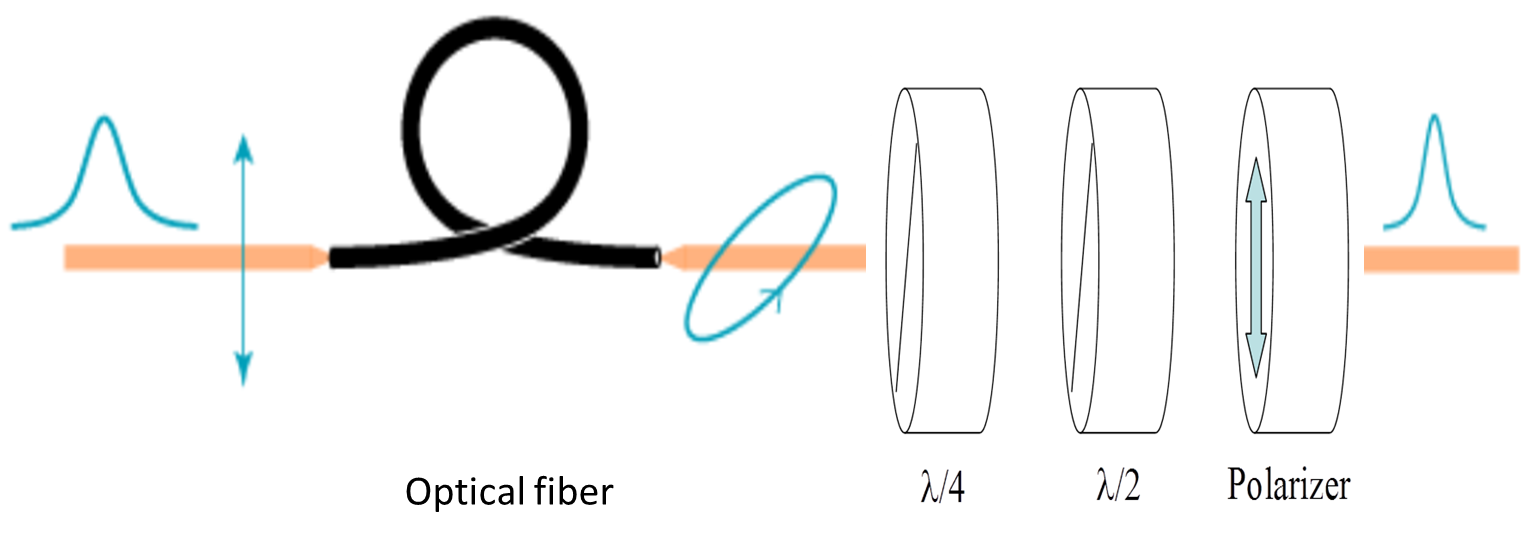 Optical fiber
λ/4
λ/2
Polarizer